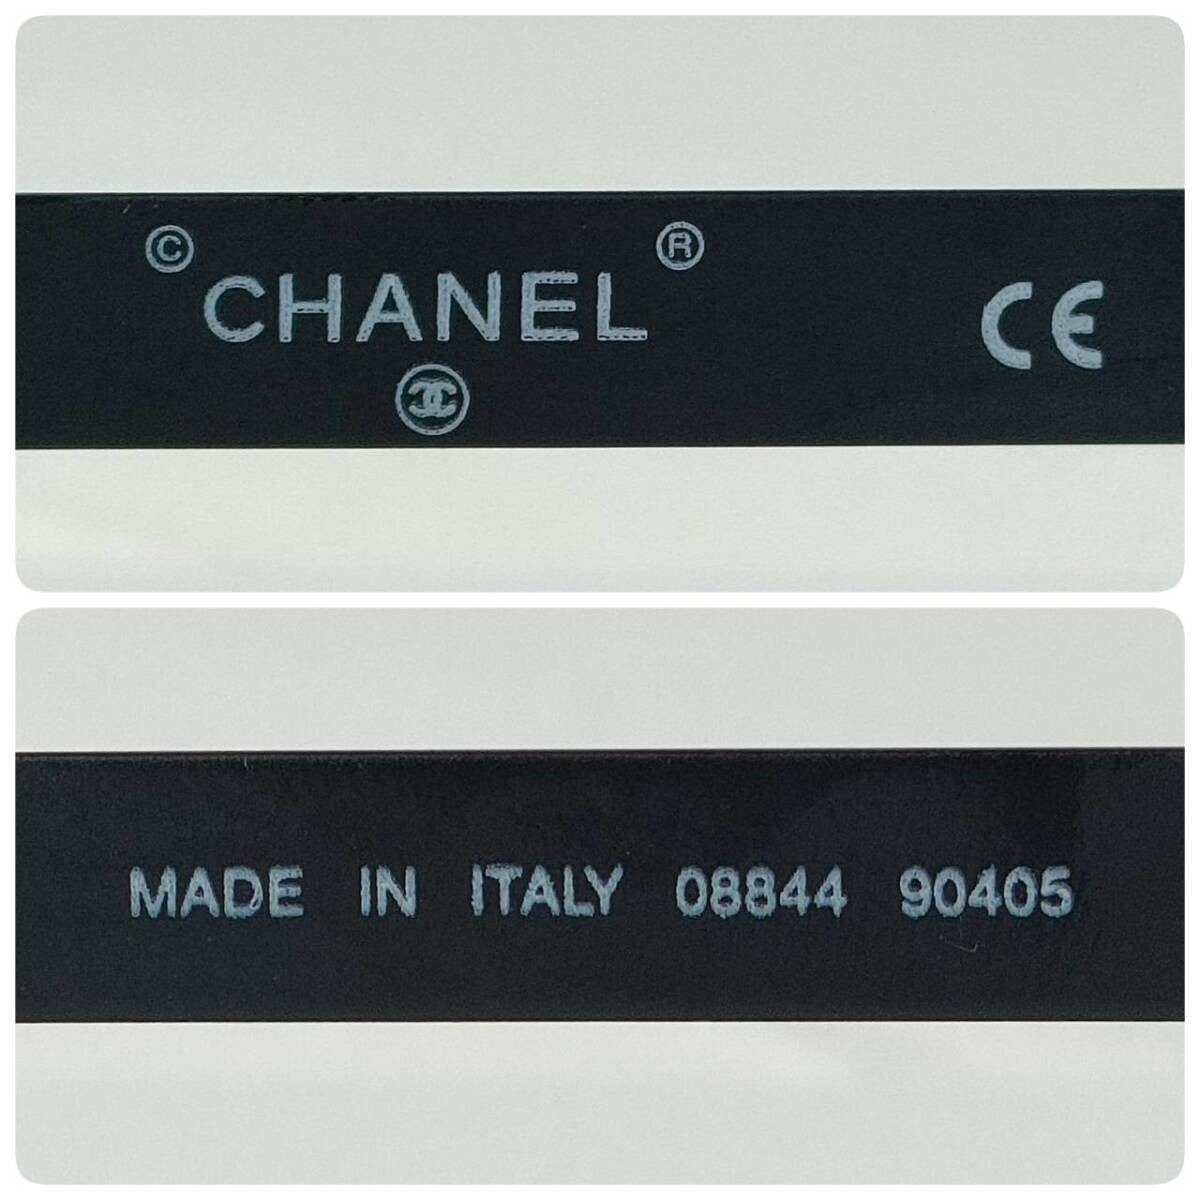 © CHANEL ®
CE
MADE IN ITALY 08844 90405